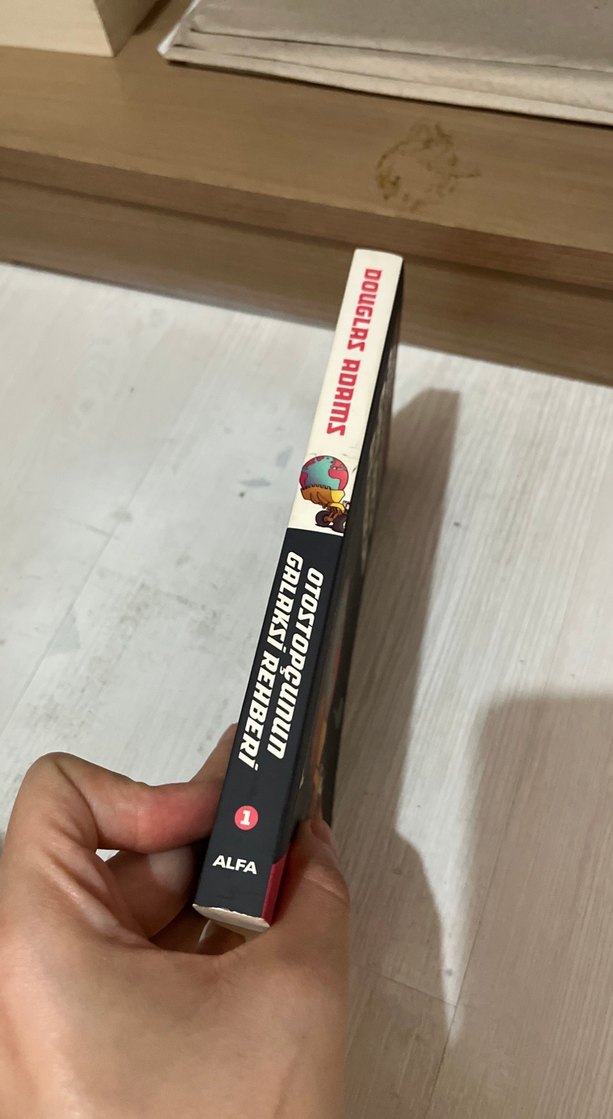 DOUGLAS ADAMS
OTOSTOPÇUNUN
GALAKSİ REHBERİ
1
ALFA